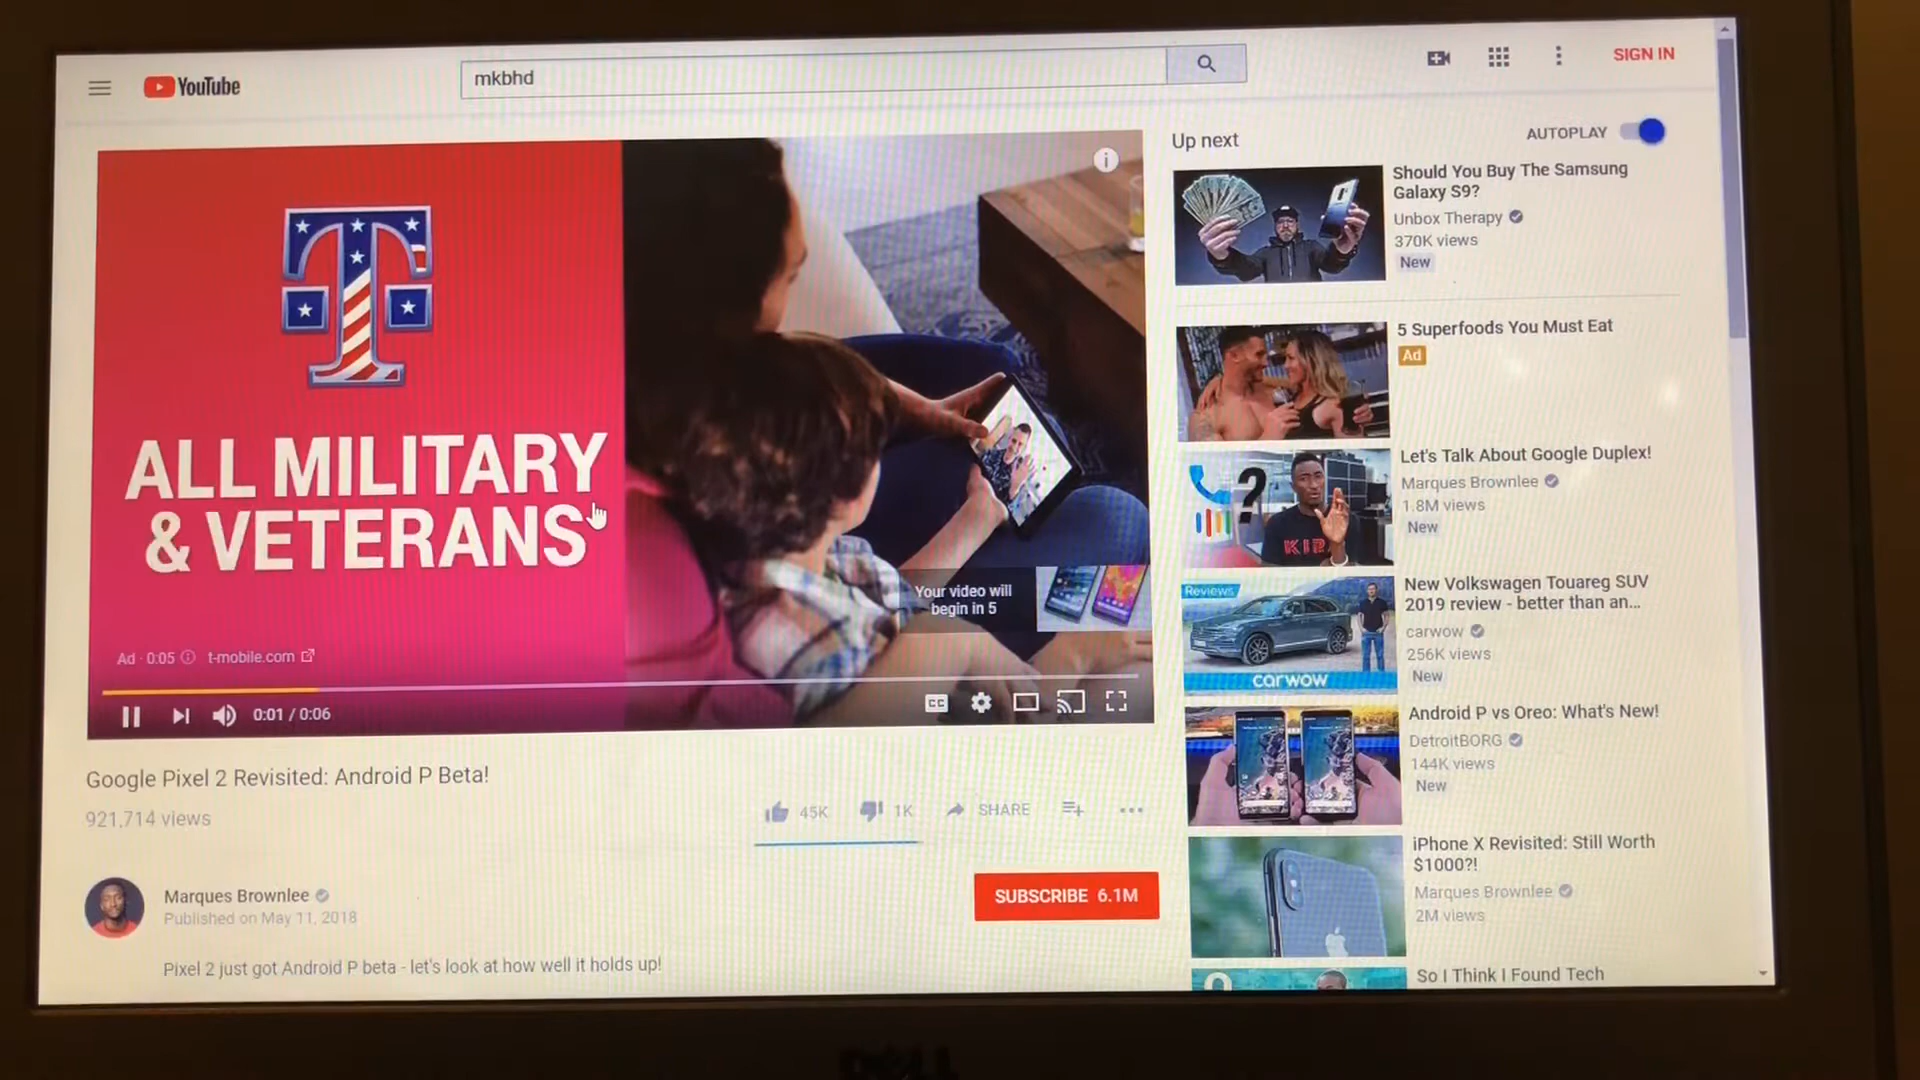 YouTube
mkbhd
SIGN IN
T
ALL MILITARY
& VETERANS
Your video will
begin in 5
Ad · 0:05
t-mobile.com
0:01 / 0:06
CC
Google Pixel 2 Revisited: Android P Beta!
921,714 views
45K
1K
SHARE
Marques Brownlee
Published on May 11, 2018
SUBSCRIBE 6.1M
Pixel 2 just got Android P beta - let's look at how well it holds up!
Up next
AUTOPLAY
Should You Buy The Samsung
Galaxy S9?
Unbox Therapy
370K views
New
5 Superfoods You Must Eat
Ad
?
Let's Talk About Google Duplex!
Marques Brownlee
1.8M views
New
Reviews
carwow
New Volkswagen Touareg SUV
2019 review - better than an...
carwow
256K views
New
Android P vs Oreo: What's New!
DetroitBORG
144K views
New
iPhone X Revisited: Still Worth
$1000?!
Marques Brownlee
2M views
So I Think I Found Tech
DELL